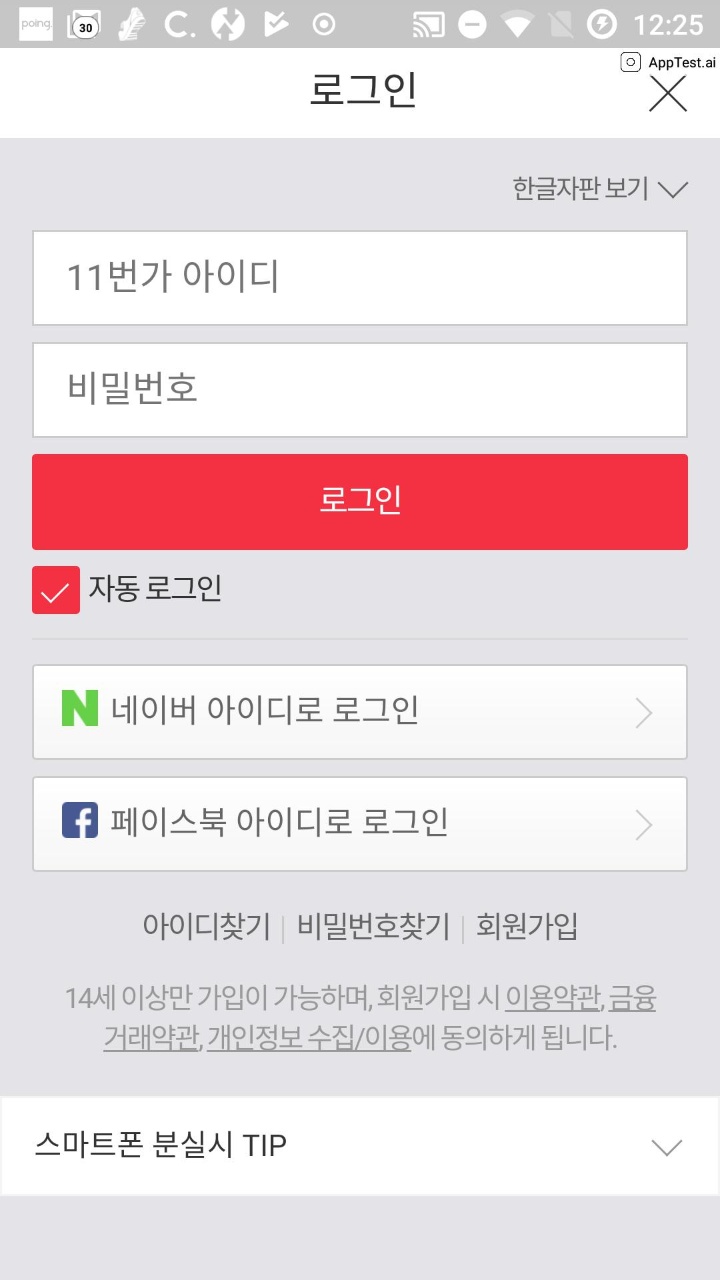 poing
30
C.
12:25
AppTest.ai
로그인
한글자판 보기
11번가 아이디
비밀번호
로그인
자동 로그인
N 네이버 아이디로 로그인
f 페이스북 아이디로 로그인
아이디찾기 | 비밀번호찾기 | 회원가입
14세 이상만 가입이 가능하며, 회원가입 시 이용약관, 금융
거래약관, 개인정보 수집/이용에 동의하게 됩니다.
스마트폰 분실시 TIP